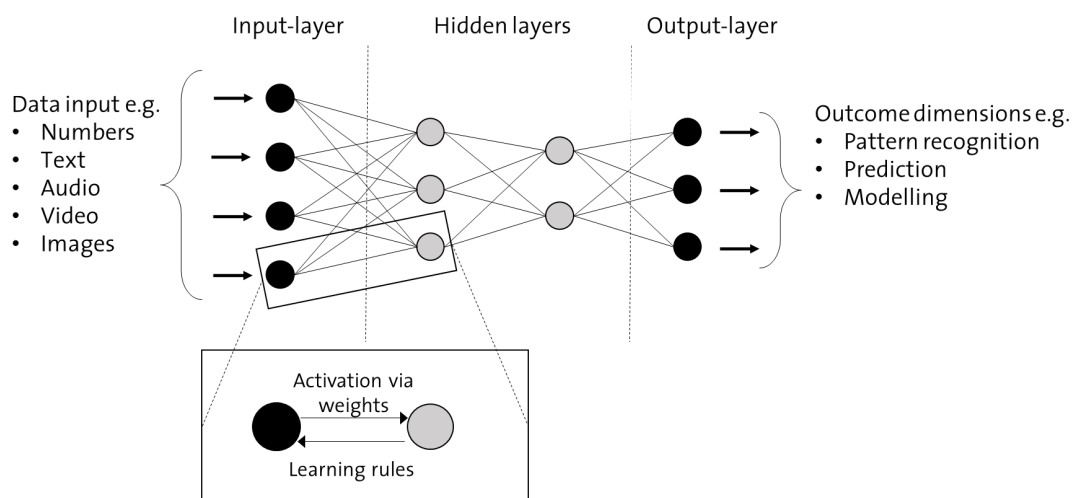 Input-layer
Hidden layers
Output-layer
Data input e.g.
• Numbers
• Text
• Audio
• Video
• Images
Outcome dimensions e.g.
• Pattern recognition
• Prediction
• Modelling
Activation via
weights
Learning rules